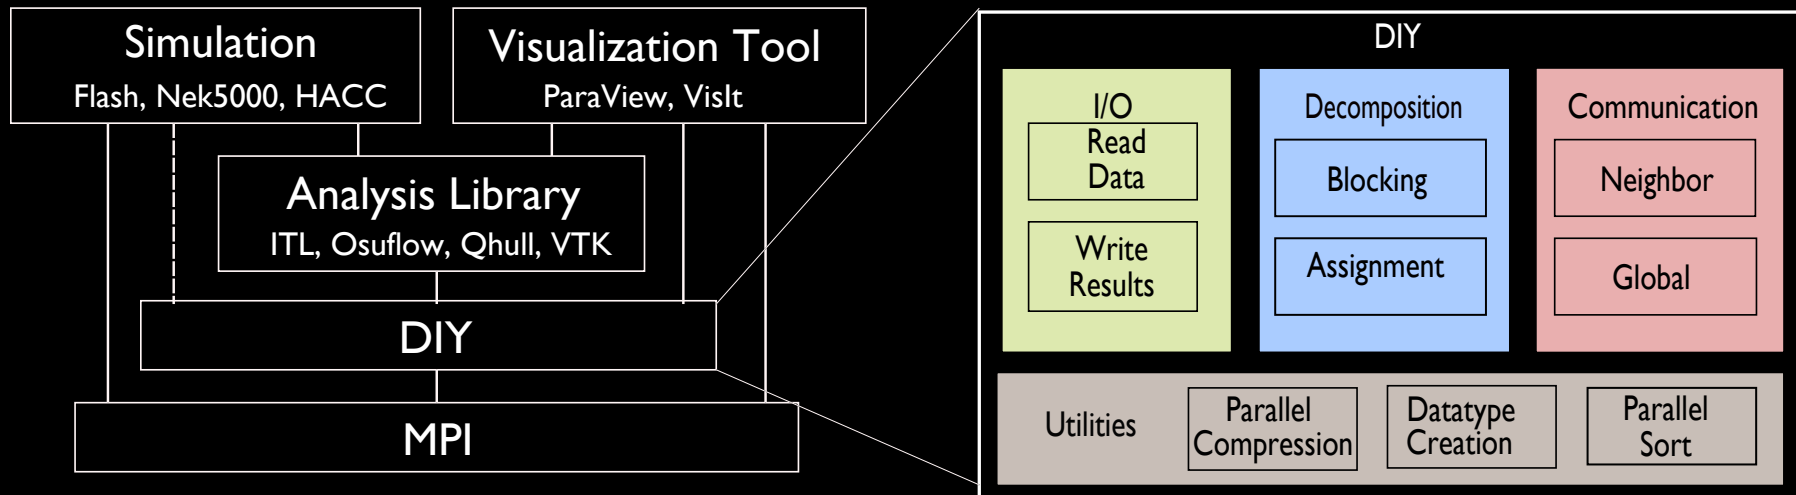 Simulation
Flash, Nek5000, HACC
Visualization Tool
ParaView, VisIt
Analysis Library
ITL, Osuflow, Qhull, VTK
DIY
MPI
DIY
I/O
Read
Data
Write
Results
Decomposition
Blocking
Assignment
Communication
Neighbor
Global
Utilities
Parallel
Compression
Datatype
Creation
Parallel
Sort